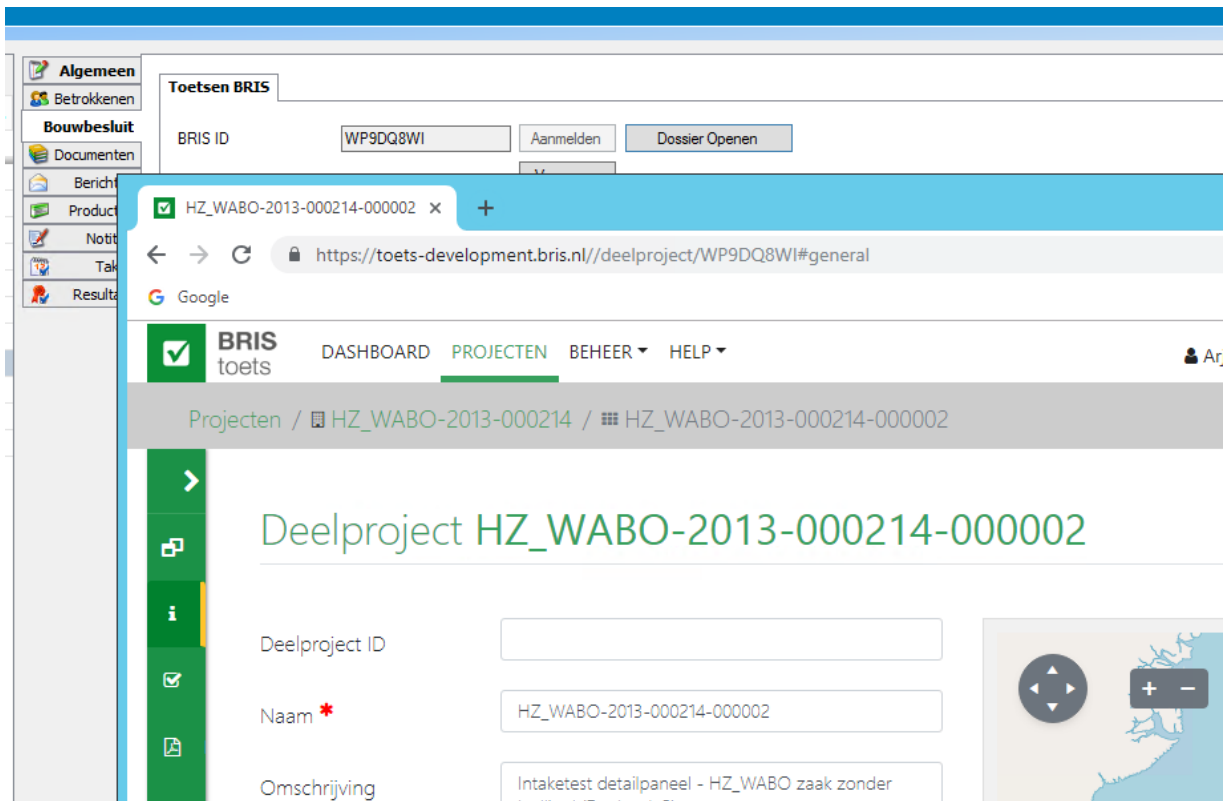 Algemeen
Betrokkenen
Bouwbesluit
Documenten
Toetsen BRIS
BRIS ID WP9DQ8WI Aanmelden Dossier Openen
HZ_WABO-2013-000214-000002
https://toets-development.bris.nl//deelproject/WP9DQ8WI#general
Google
BRIS
toets
DASHBOARD PROJECTEN BEHEER HELP
Projecten / HZ_WABO-2013-000214 / HZ_WABO-2013-000214-000002
Deelproject HZ_WABO-2013-000214-000002
Deelproject ID
Naam * HZ_WABO-2013-000214-000002
Omschrijving Intaketest detailpaneel - HZ_WABO zaak zonder